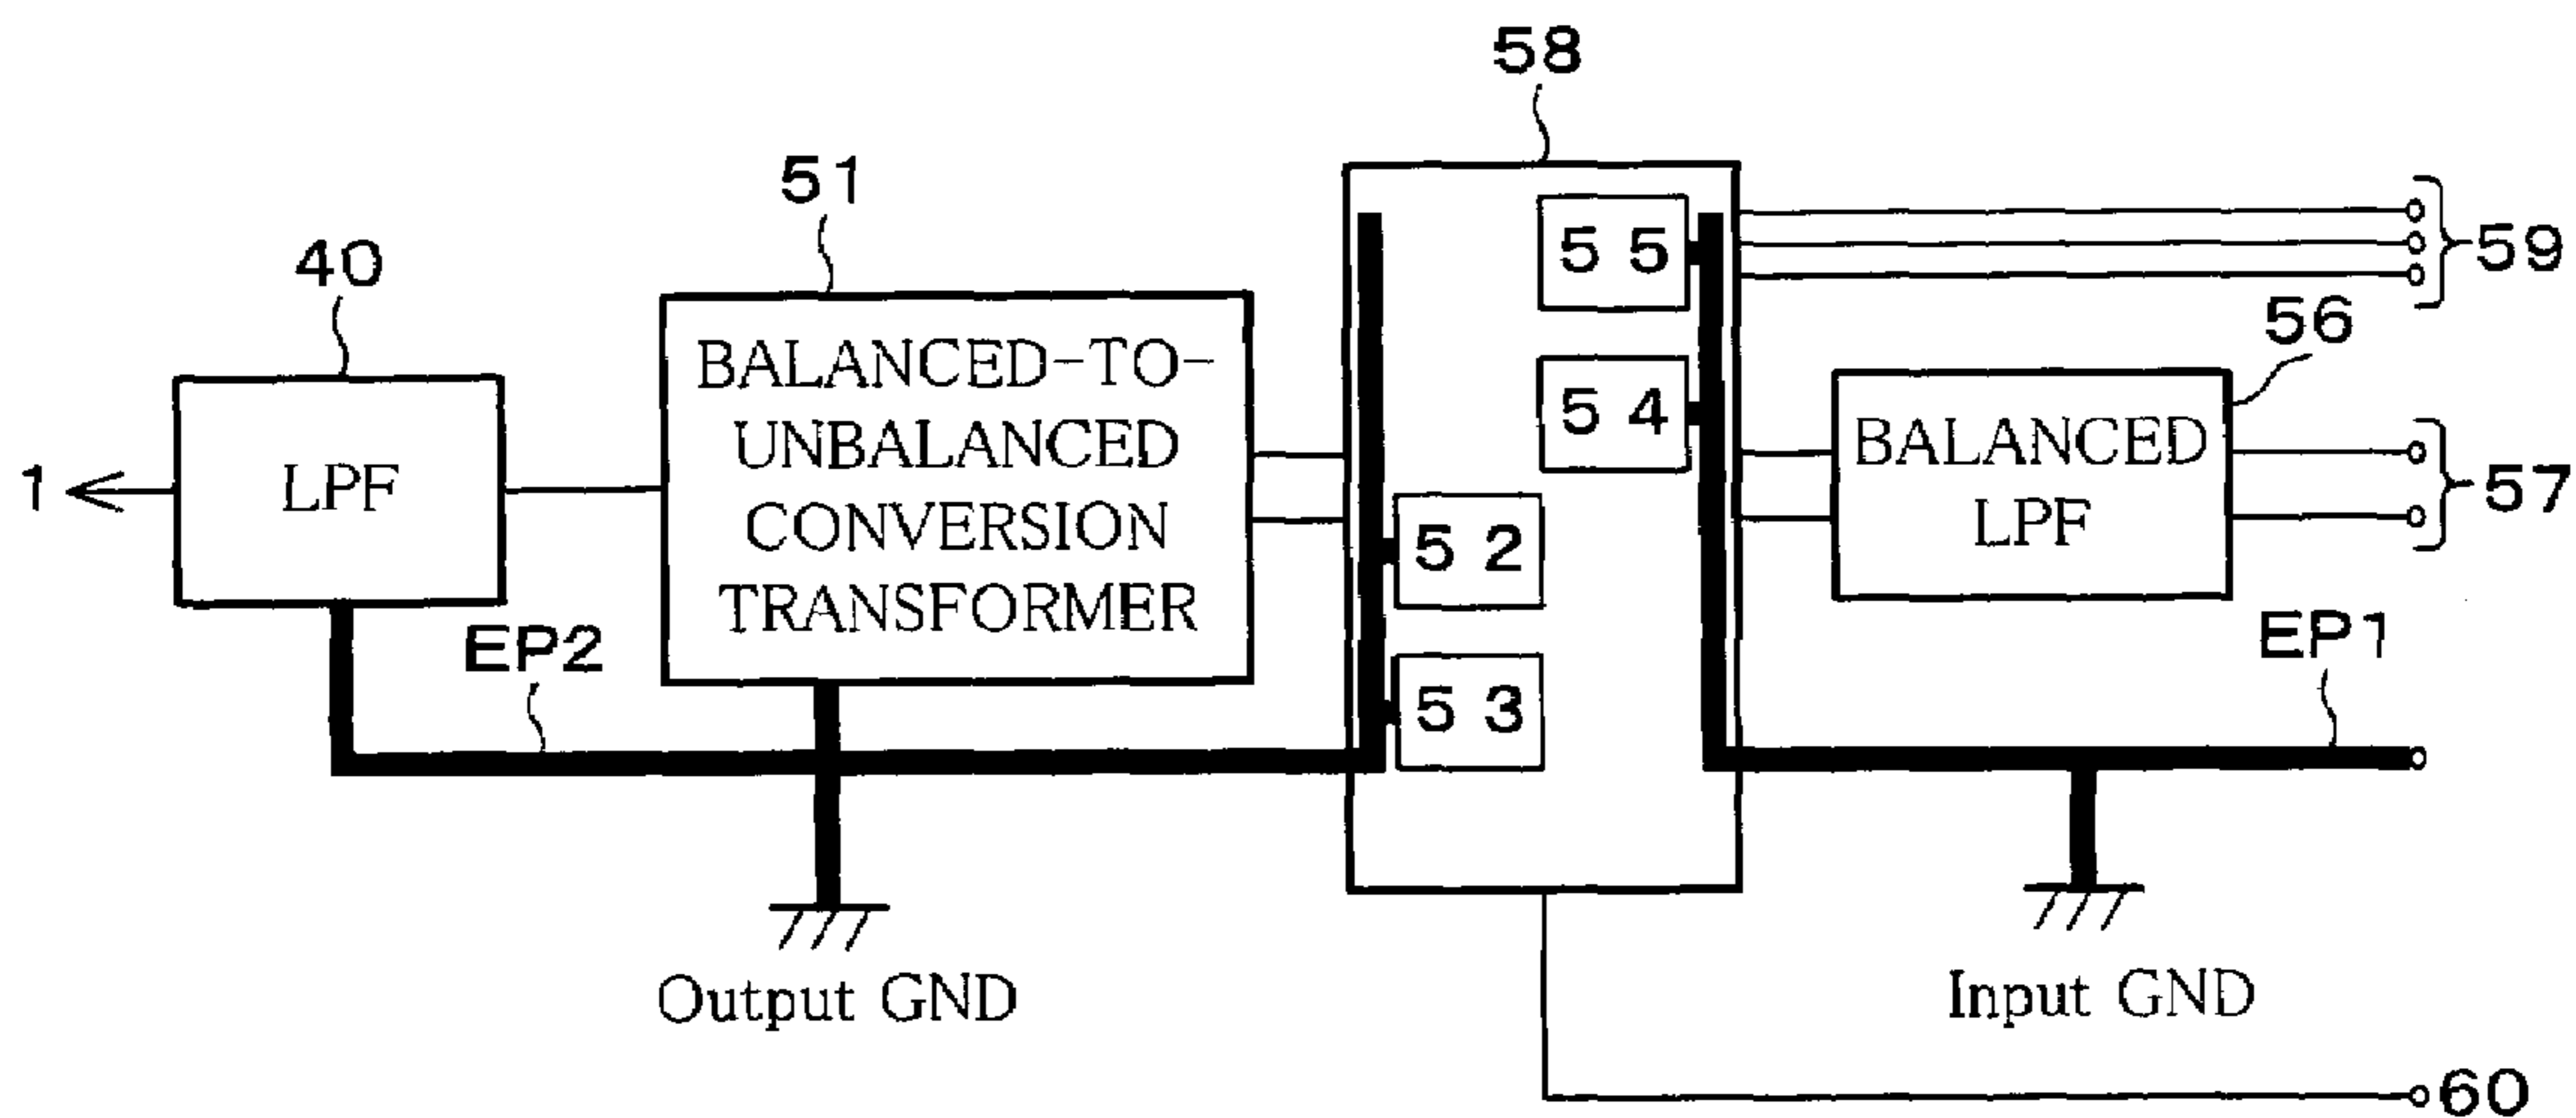 58
51
55
59
40
56
BALANCED-TO-
UNBALANCED
CONVERSION
TRANSFORMER
54
BALANCED
LPF
1
LPF
57
52
EP2
EP1
53
Output GND
Input GND
60